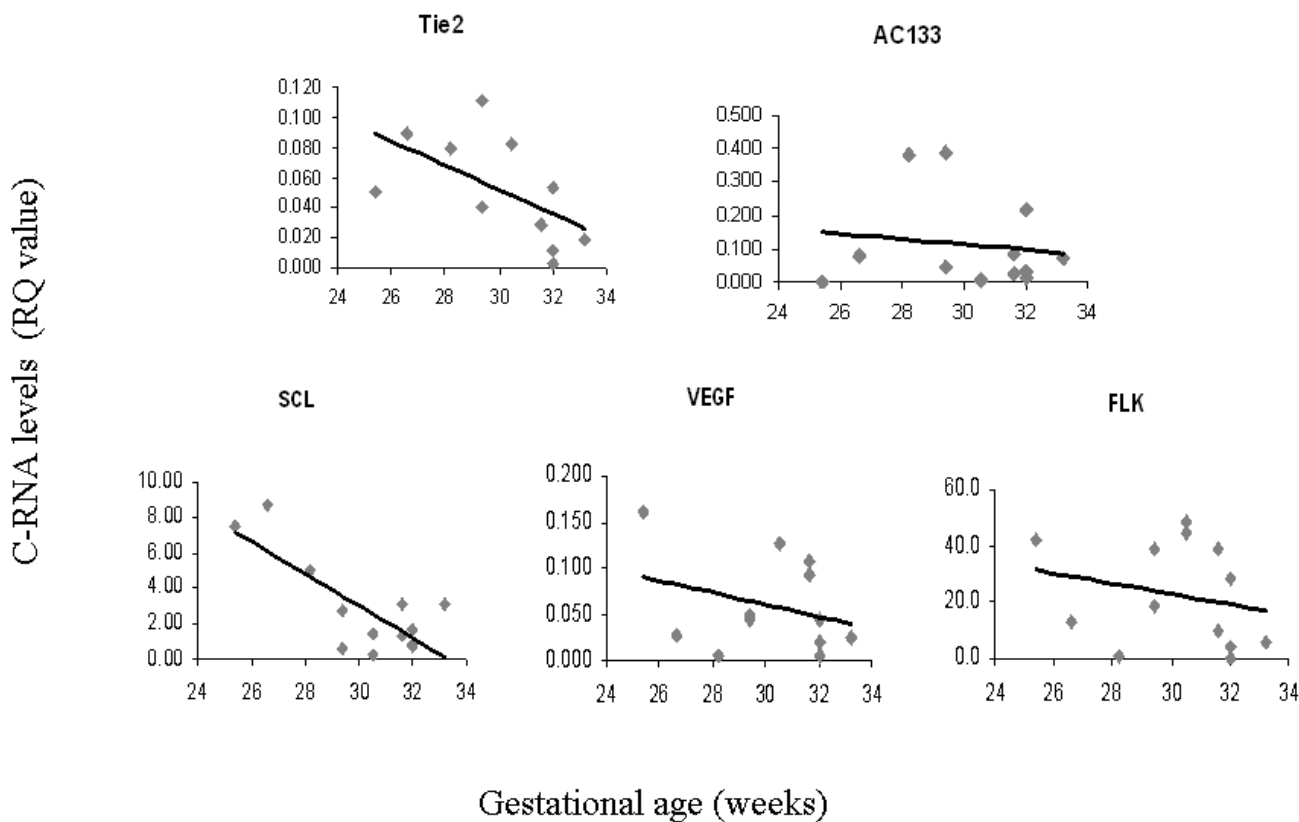 Tie2
AC133
0.120
0.100
0.080
0.060
0.040
0.020
0.000
24 26 28 30 32 34
0.500
0.400
0.300
0.200
0.100
0.000
24 26 28 30 32 34
C-RNA levels (RQ value)
SCL
VEGF
FLK
10.00
8.00
6.00
4.00
2.00
0.00
24 26 28 30 32 34
0.200
0.150
0.100
0.050
0.000
24 26 28 30 32 34
60.0
40.0
20.0
0.0
24 26 28 30 32 34
Gestational age (weeks)